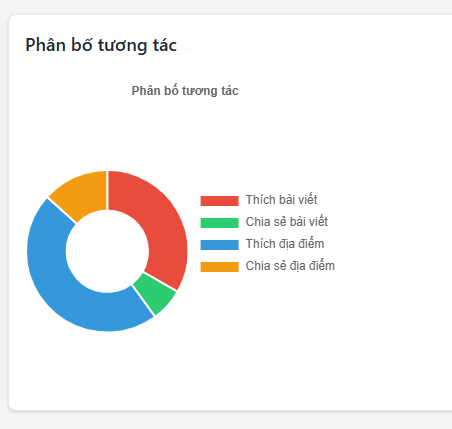 Phân bố tương tác
Phân bố tương tác
Thích bài viết
Chia sẻ bài viết
Thích địa điểm
Chia sẻ địa điểm